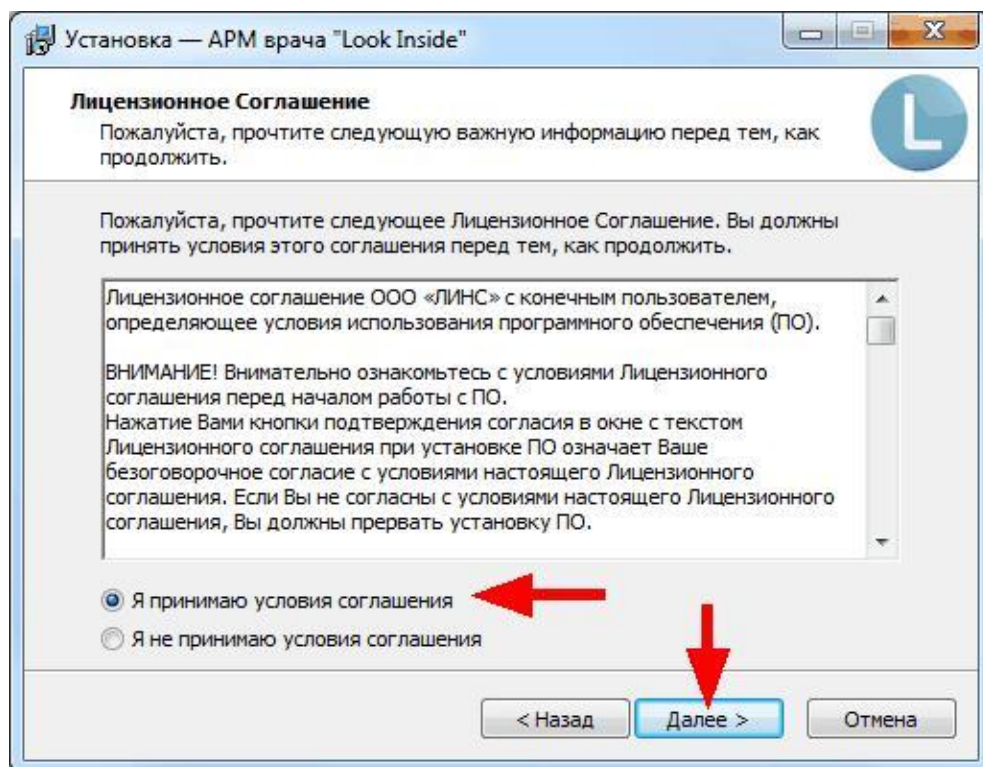 Установка — АРМ врача "Look Inside"
Лицензионное Соглашение
Пожалуйста, прочтите следующую важную информацию перед тем, как
продолжить.
L
Пожалуйста, прочтите следующее Лицензионное Соглашение. Вы должны
принять условия этого соглашения перед тем, как продолжить.
Лицензионное соглашение ООО «ЛИНС» с конечным пользователем,
определяющее условия использования программного обеспечения (ПО).
ВНИМАНИЕ! Внимательно ознакомьтесь с условиями Лицензионного
соглашения перед началом работы с ПО.
Нажатие Вами кнопки подтверждения согласия в окне с текстом
Лицензионного соглашения при установке ПО означает Ваше
безоговорочное согласие с условиями настоящего Лицензионного
соглашения. Если Вы не согласны с условиями настоящего Лицензионного
соглашения, Вы должны прервать установку ПО.
Я принимаю условия соглашения
Я не принимаю условия соглашения
< Назад
Далее >
Отмена